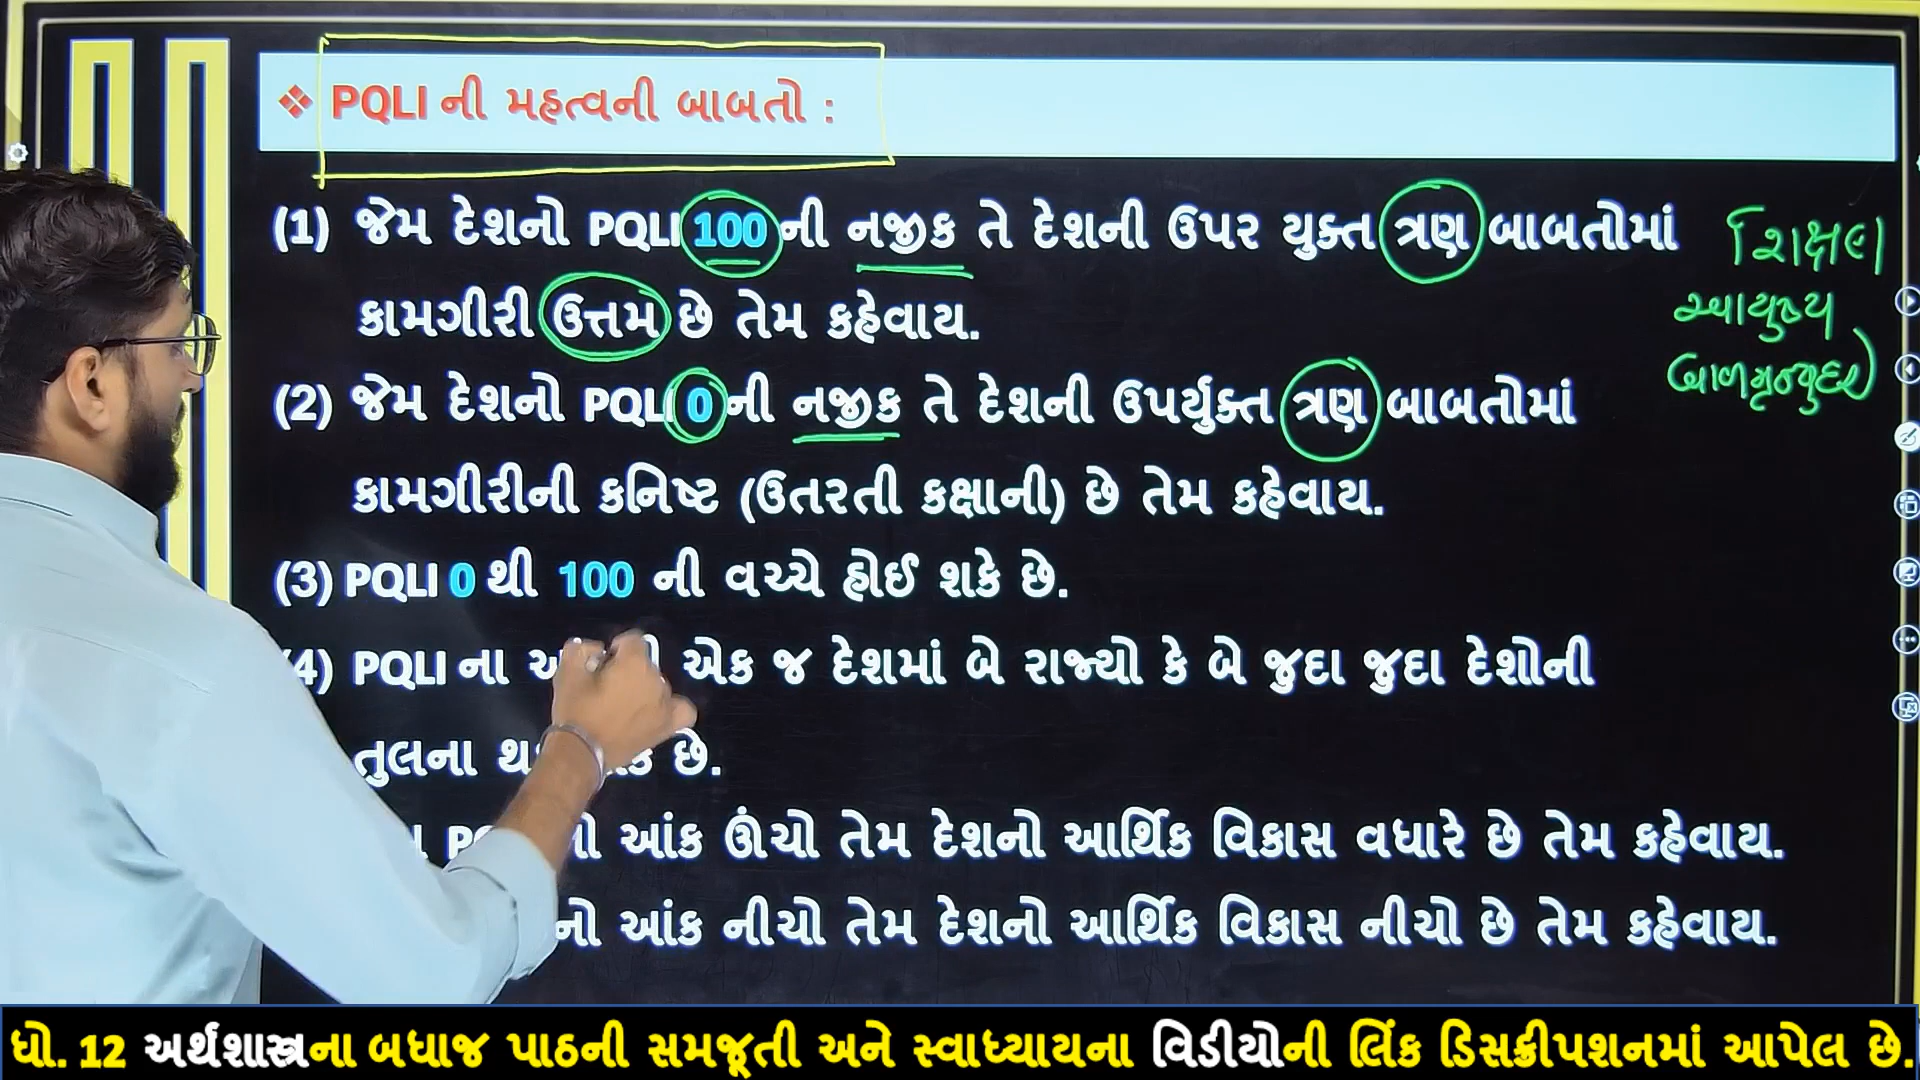 ❖ PQLI ની મહત્વની બાબતો :
(1) જેમ દેશનો PQLI 100 ની નજીક તે દેશની ઉપર યુક્ત ત્રણ બાબતોમાં
કામગીરી ઉત્તમ છે તેમ કહેવાય.
શિક્ષણ
આયુષ્ય
બાળમૃત્યુદર
(2) જેમ દેશનો PQLI 0 ની નજીક તે દેશની ઉપર્યુક્ત ત્રણ બાબતોમાં
કામગીરીની કનિષ્ટ (ઉતરતી કક્ષાની) છે તેમ કહેવાય.
(3) PQLI 0 થી 100 ની વચ્ચે હોઈ શકે છે.
4) PQLI ના એક જ દેશમાં બે રાજ્યો કે બે જુદા જુદા દેશોની
તુલના છે.
આંક ઊંચો તેમ દેશનો આર્થિક વિકાસ વધારે છે તેમ કહેવાય.
નો આંક નીચો તેમ દેશનો આર્થિક વિકાસ નીચો છે તેમ કહેવાય.
ધો. 12 અર્થશાસ્ત્રના બધાજ પાઠની સમજૂતી અને સ્વાધ્યાયના વિડીયોની લિંક ડિસક્રીપશનમાં આપેલ છે.